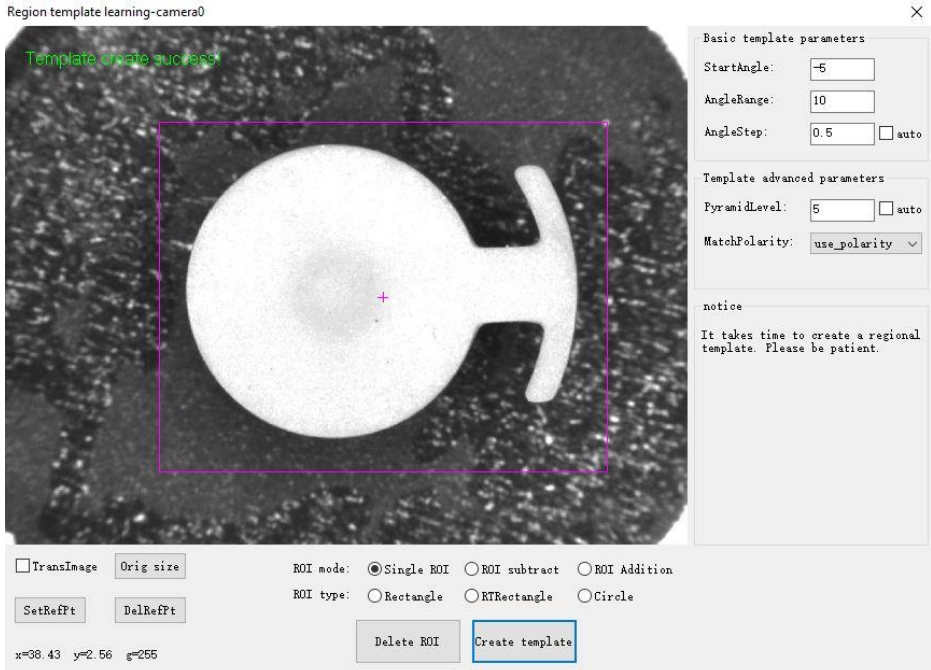 Region template learning-camera0
Template create success!
Basic template parameters
StartAngle: -5
AngleRange: 10
AngleStep: 0.5 auto
Template advanced parameters
PyramidLevel: 5 auto
MatchPolarity: use_polarity
notice
It takes time to create a regional
template. Please be patient.
TransImage Orig size
ROI mode: Single ROI ROI subtract ROI Addition
ROI type: Rectangle RTRectangle Circle
SetRefPt DelRefPt
Delete ROI Create template
x=38.43 y=2.56 g=255